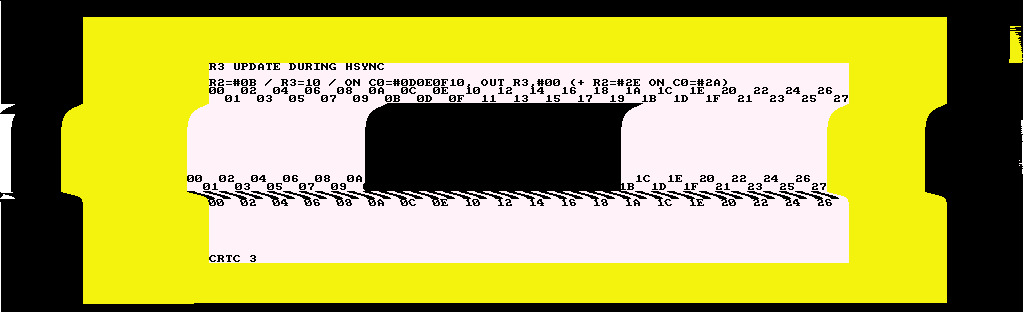 R3 UPDATE DURING HSYNC
R2=#0B / R3=10 / ON C0=#0D0E0F10, OUT R3,#00 (+ R2=#2E ON C0=#2A)
00 02 04 06 08 0A 0C 0E 10 12 14 16 18 1A 1C 1E 20 22 24 26
01 03 05 07 09 0B 0D 0F 11 13 15 17 19 1B 1D 1F 21 23 25 27
00 02 04 06 08 0A 1C 1E 20 22 24 26
01 03 05 07 09 1B 1D 1F 21 23 25 27
00 02 04 06 08 0A 0C 0E 10 12 14 16 18 1A 1C 1E 20 22 24 26
CRTC 3